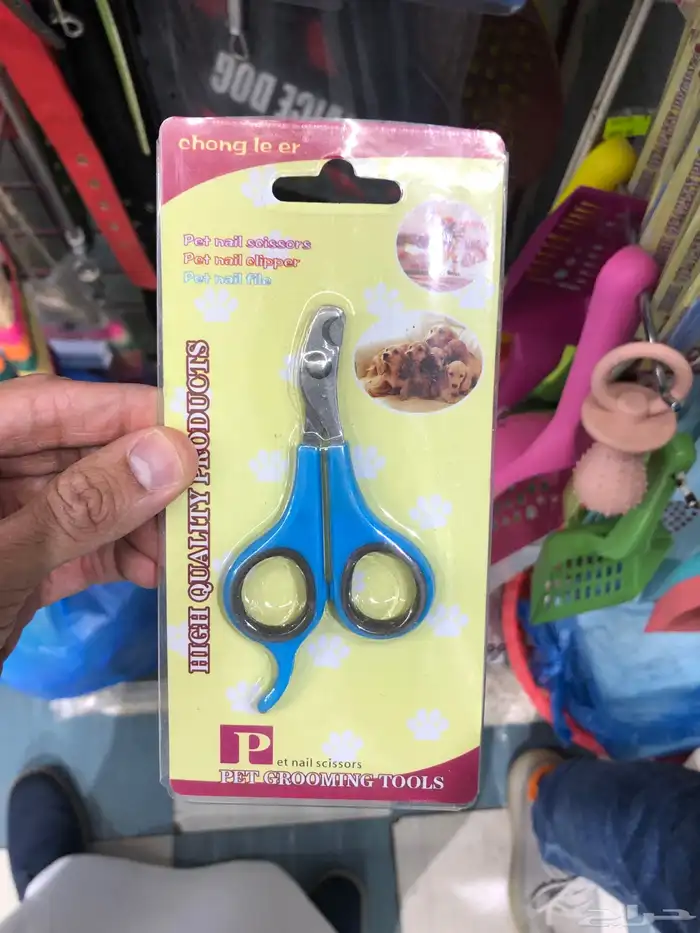 chong le er
Pet nail scissors
Pet nail clipper
Pet nail file
HIGH QUALITY PRODUCTS
P
et nail scissors
PET GROOMING TOOLS
DOG
حراج